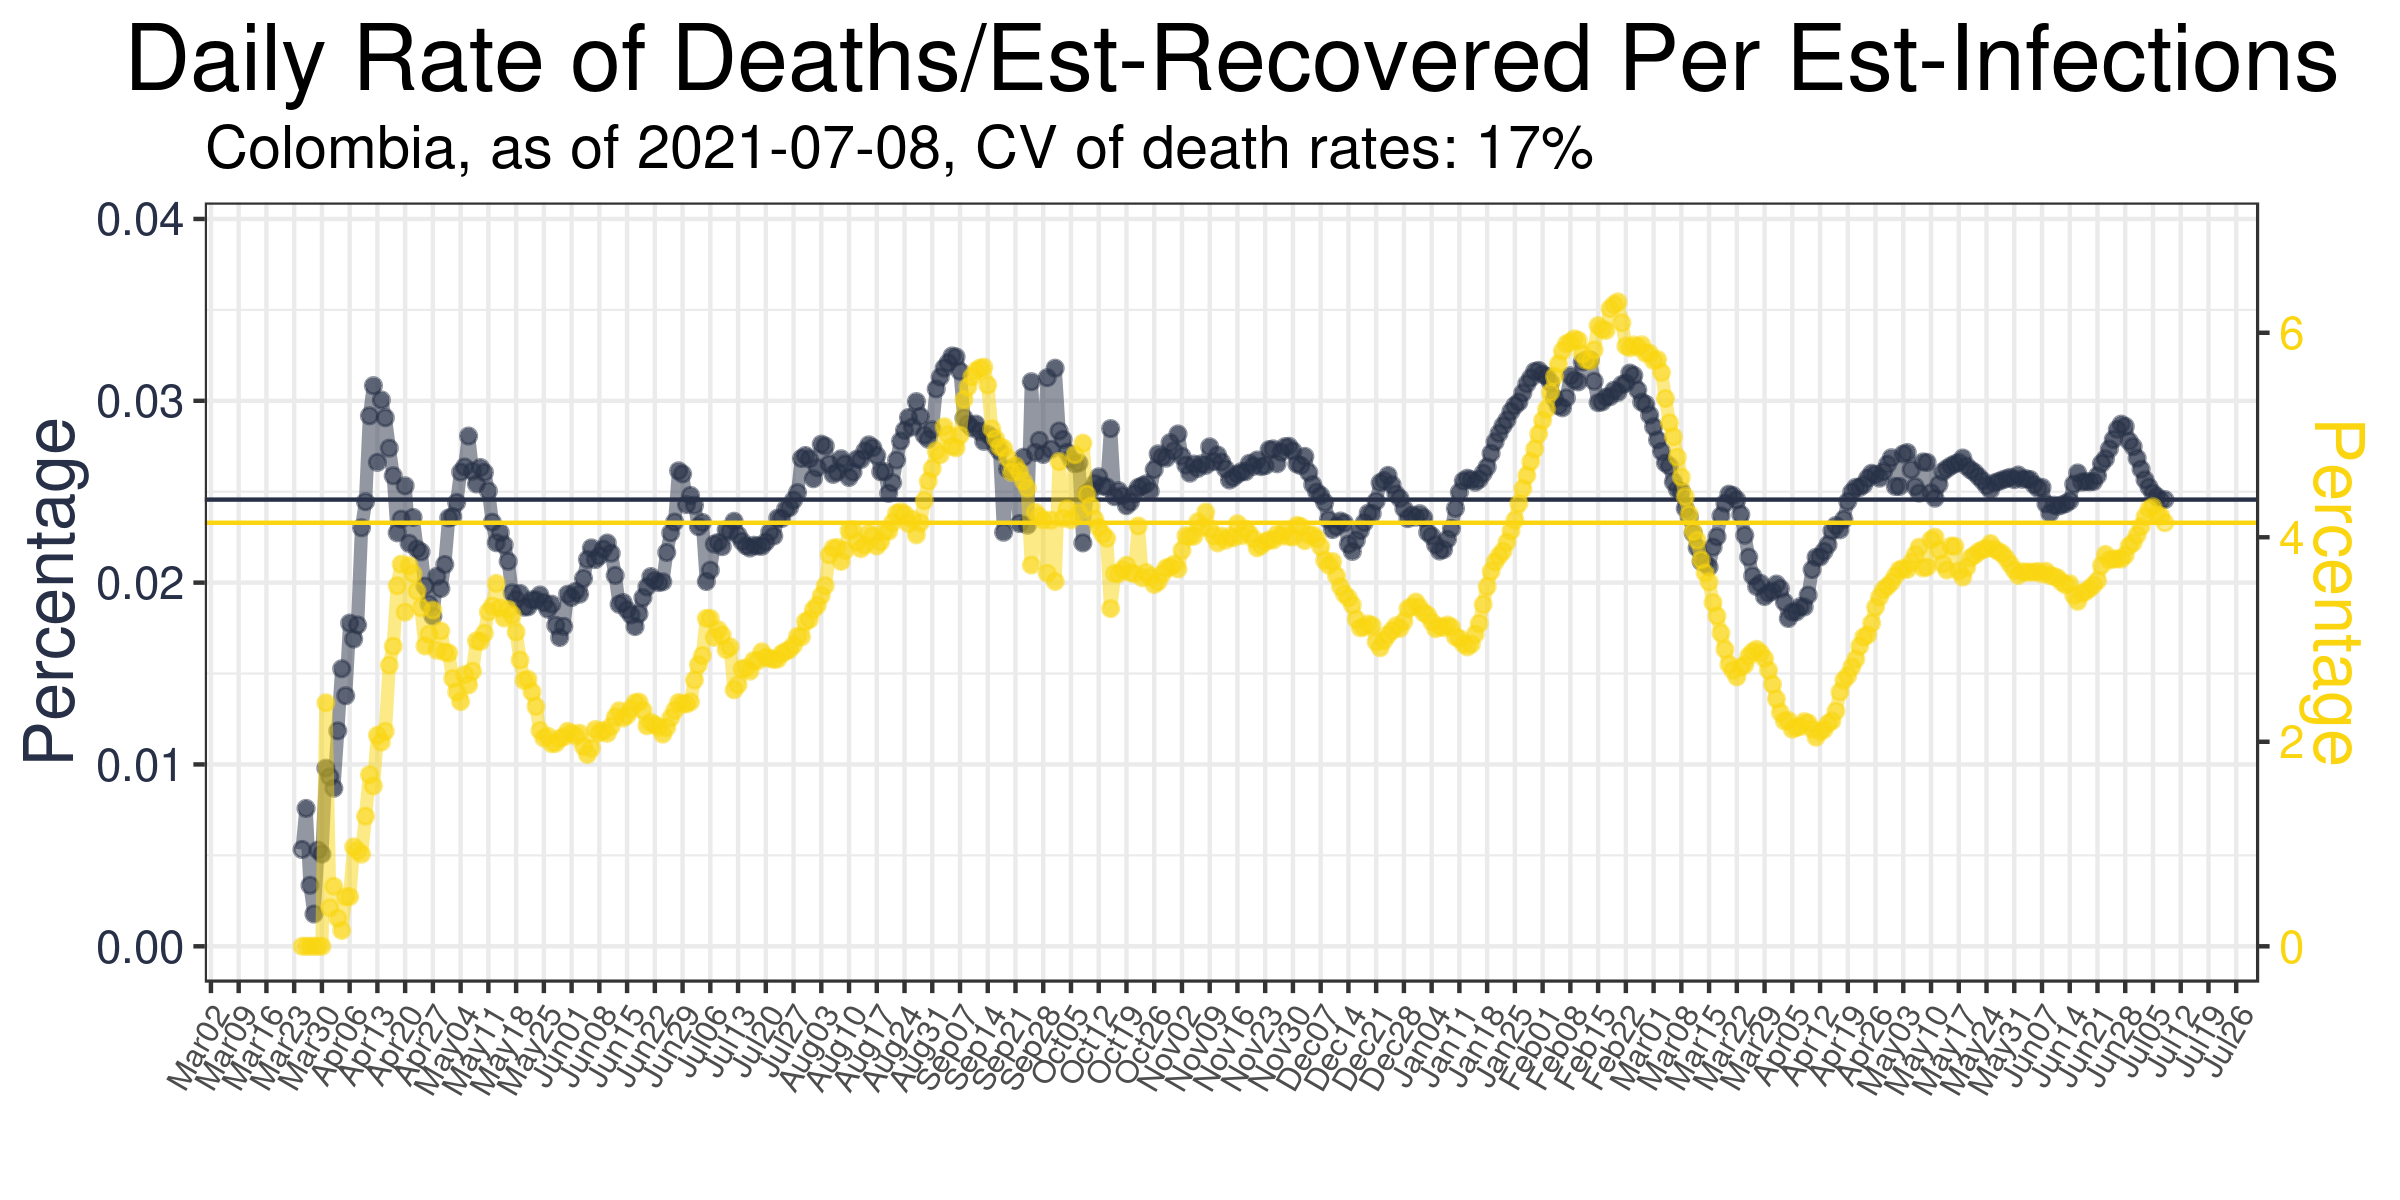 Daily Rate of Deaths/Est-Recovered Per Est-Infections
Colombia, as of 2021-07-08, CV of death rates: 17%
Percentage
0.04
0.03
0.02
0.01
0.00
6
4
2
0
Percentage
Mar02
Mar09
Mar16
Mar23
Mar30
Apr06
Apr13
Apr20
Apr27
May04
May11
May18
May25
Jun01
Jun08
Jun15
Jun22
Jun29
Jul06
Jul13
Jul20
Jul27
Aug03
Aug10
Aug17
Aug24
Aug31
Sep07
Sep14
Sep21
Sep28
Oct05
Oct12
Oct19
Oct26
Nov02
Nov09
Nov16
Nov23
Nov30
Dec07
Dec14
Dec21
Dec28
Jan04
Jan11
Jan18
Jan25
Feb01
Feb08
Feb15
Feb22
Mar01
Mar08
Mar15
Mar22
Mar29
Apr05
Apr12
Apr19
Apr26
May03
May10
May17
May24
May31
Jun07
Jun14
Jun21
Jun28
Jul05
Jul12
Jul19
Jul26